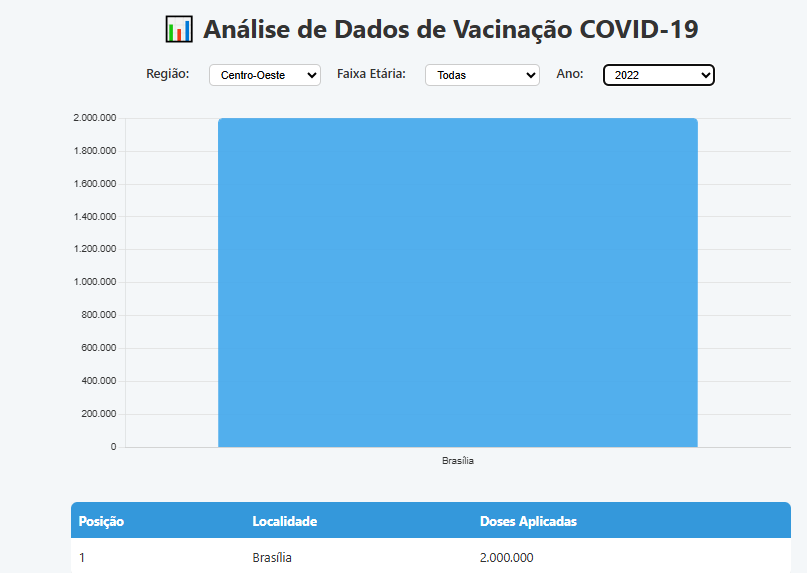 Análise de Dados de Vacinação COVID-19
Região: Centro-Oeste Faixa Etária: Todas Ano: 2022
2.000.000
1.800.000
1.600.000
1.400.000
1.200.000
1.000.000
800.000
600.000
400.000
200.000
0
Brasília
Posição Localidade Doses Aplicadas
1 Brasília 2.000.000